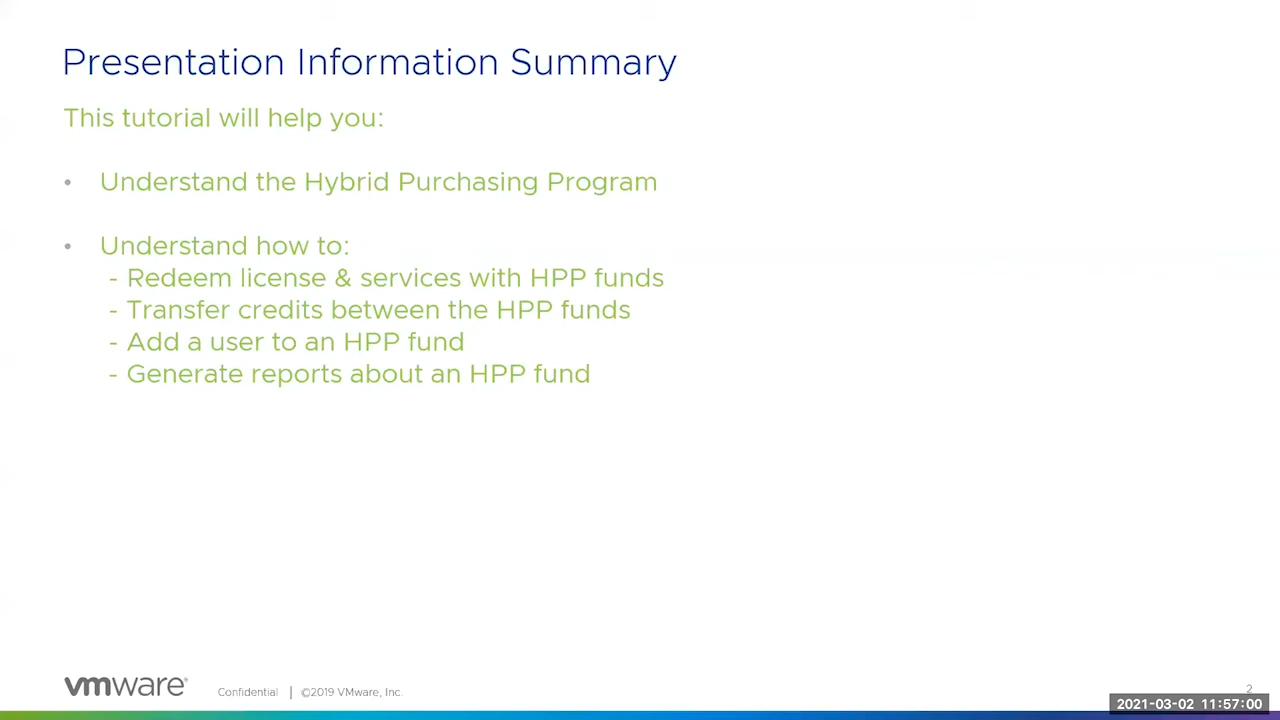 Presentation Information Summary
This tutorial will help you:
• Understand the Hybrid Purchasing Program
• Understand how to:
- Redeem license & services with HPP funds
- Transfer credits between the HPP funds
- Add a user to an HPP fund
- Generate reports about an HPP fund
vmware® Confidential | ©2019 VMware, Inc.
2
2021-03-02 11:57:00